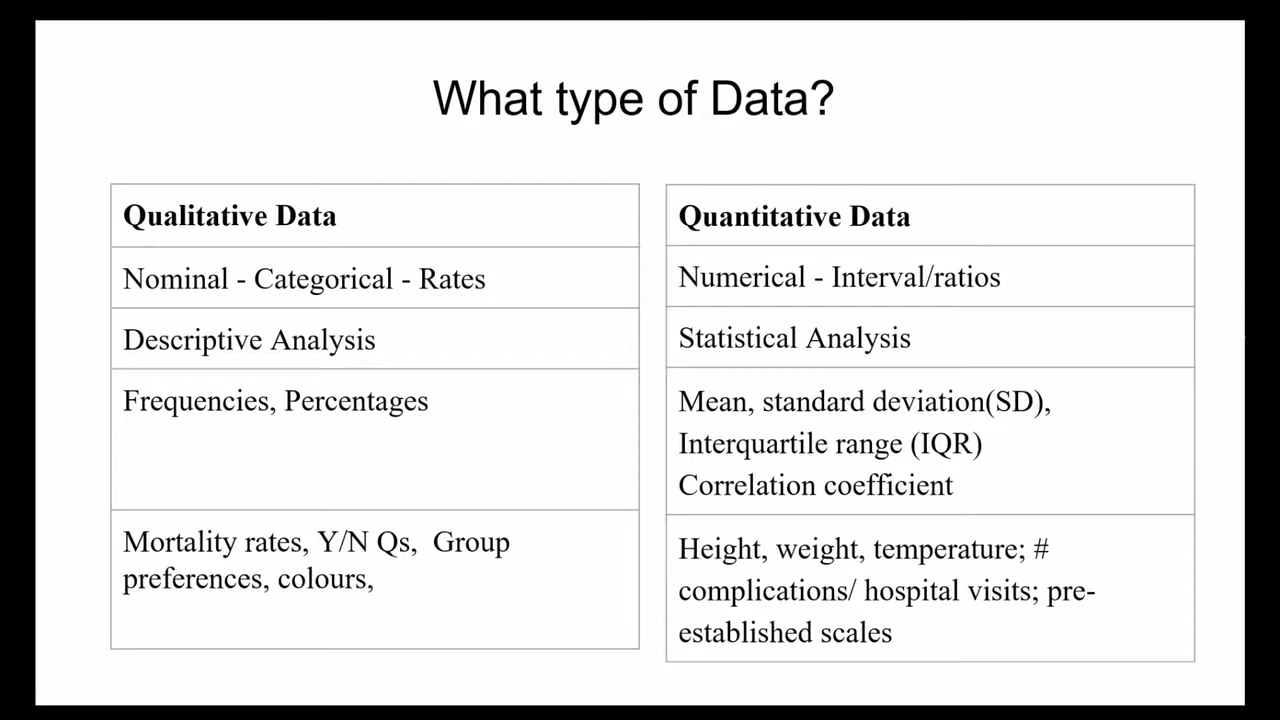 What type of Data?
Qualitative Data
Nominal - Categorical - Rates
Descriptive Analysis
Frequencies, Percentages
Mortality rates, Y/N Qs,  Group
preferences, colours,
Quantitative Data
Numerical - Interval/ratios
Statistical Analysis
Mean, standard deviation(SD),
Interquartile range (IQR)
Correlation coefficient
Height, weight, temperature; #
complications/ hospital visits; pre-
established scales